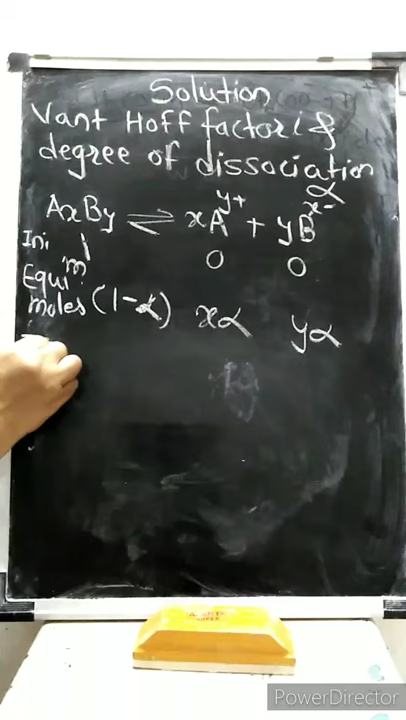 Solution
Vant Hoff factor i &
degree of dissociation
α
AxBy ⇌ xA^y+ + yB^x-
Ini 1 0 0
Equi^m
moles (1-α) xα yα
PowerDirector